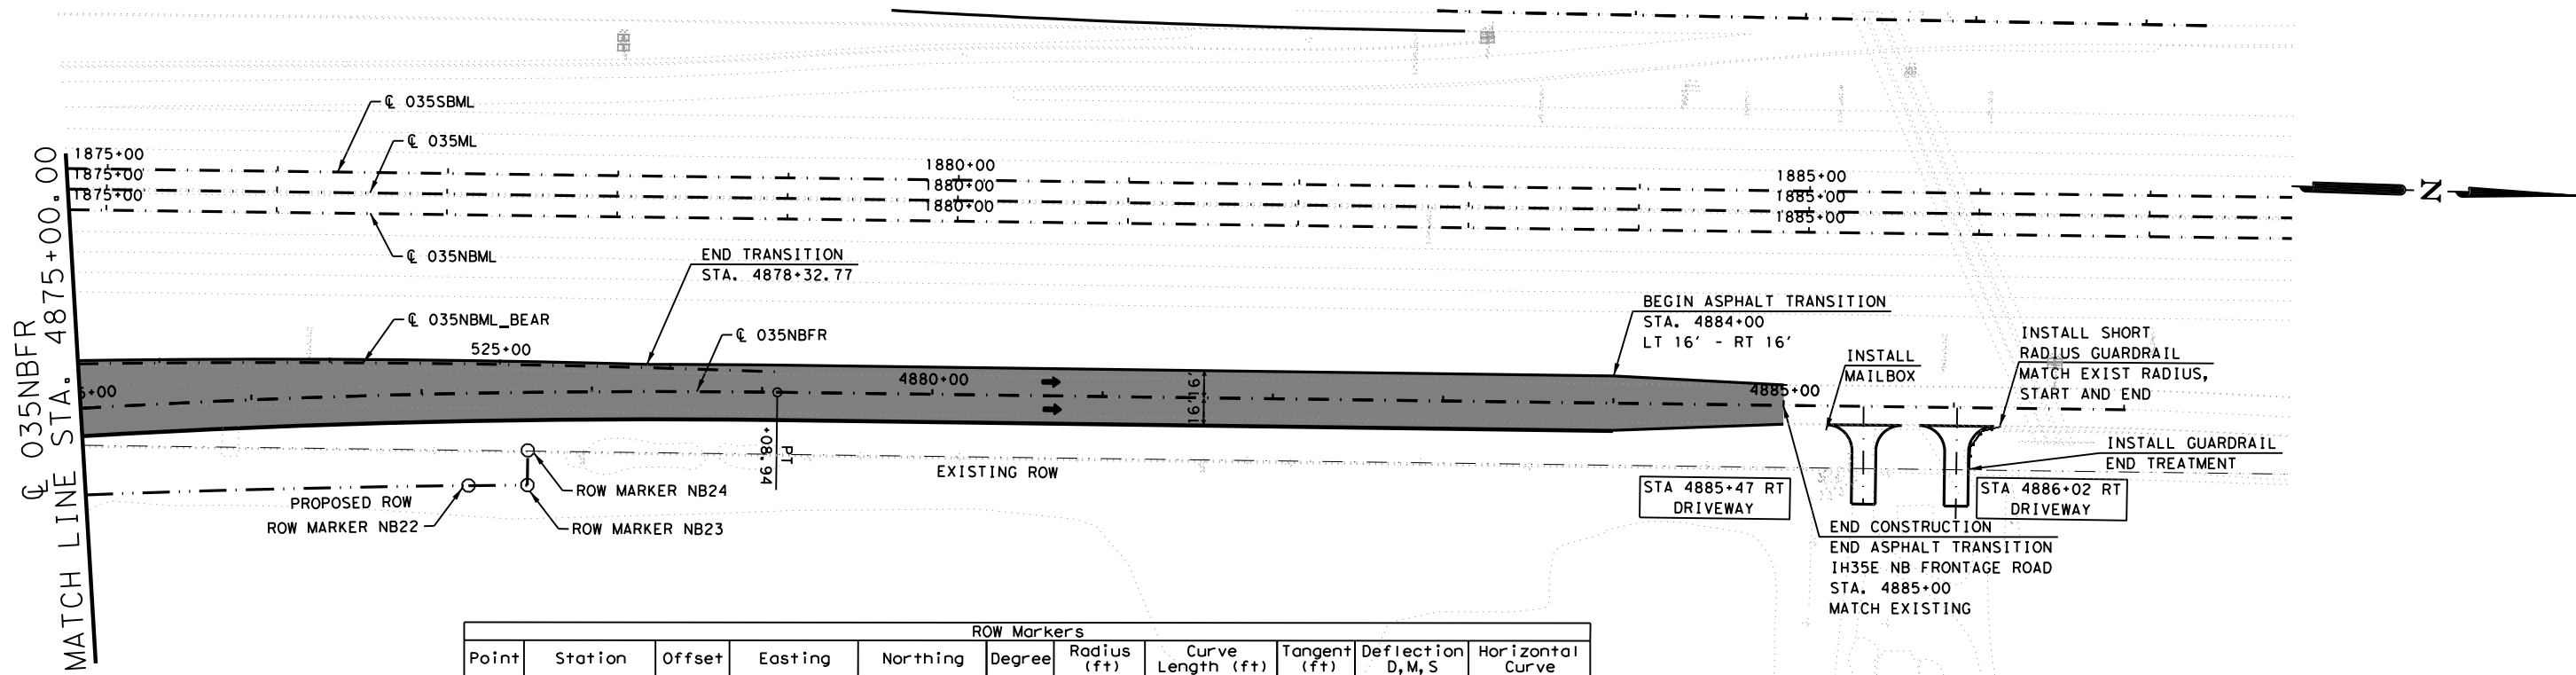 ℄ 035SBML
℄ 035ML
1875+00
1875+00
1875+00
1880+00
1880+00
1880+00
1885+00
1885+00
1885+00
N
℄ 035NBML
END TRANSITION
STA. 4878+32.77
℄ 035NBFR
MATCH LINE STA. 4875+00.00
℄ 035NBML_BEAR
525+00
℄ 035NBFR
5+00
4880+00
16'
16'
BEGIN ASPHALT TRANSITION
STA. 4884+00
LT 16' - RT 16'
4885+00
INSTALL
MAILBOX
INSTALL SHORT
RADIUS GUARDRAIL
MATCH EXIST RADIUS,
START AND END
INSTALL GUARDRAIL
END TREATMENT
PT
+08.94
EXISTING ROW
PROPOSED ROW
ROW MARKER NB22
ROW MARKER NB24
ROW MARKER NB23
STA 4885+47 RT
DRIVEWAY
STA 4886+02 RT
DRIVEWAY
END CONSTRUCTION
END ASPHALT TRANSITION
IH35E NB FRONTAGE ROAD
STA. 4885+00
MATCH EXISTING
ROW Markers
Point Station Offset Easting Northing Degree Radius (ft) Curve Length (ft) Tangent (ft) Deflection D,M,S Horizontal Curve